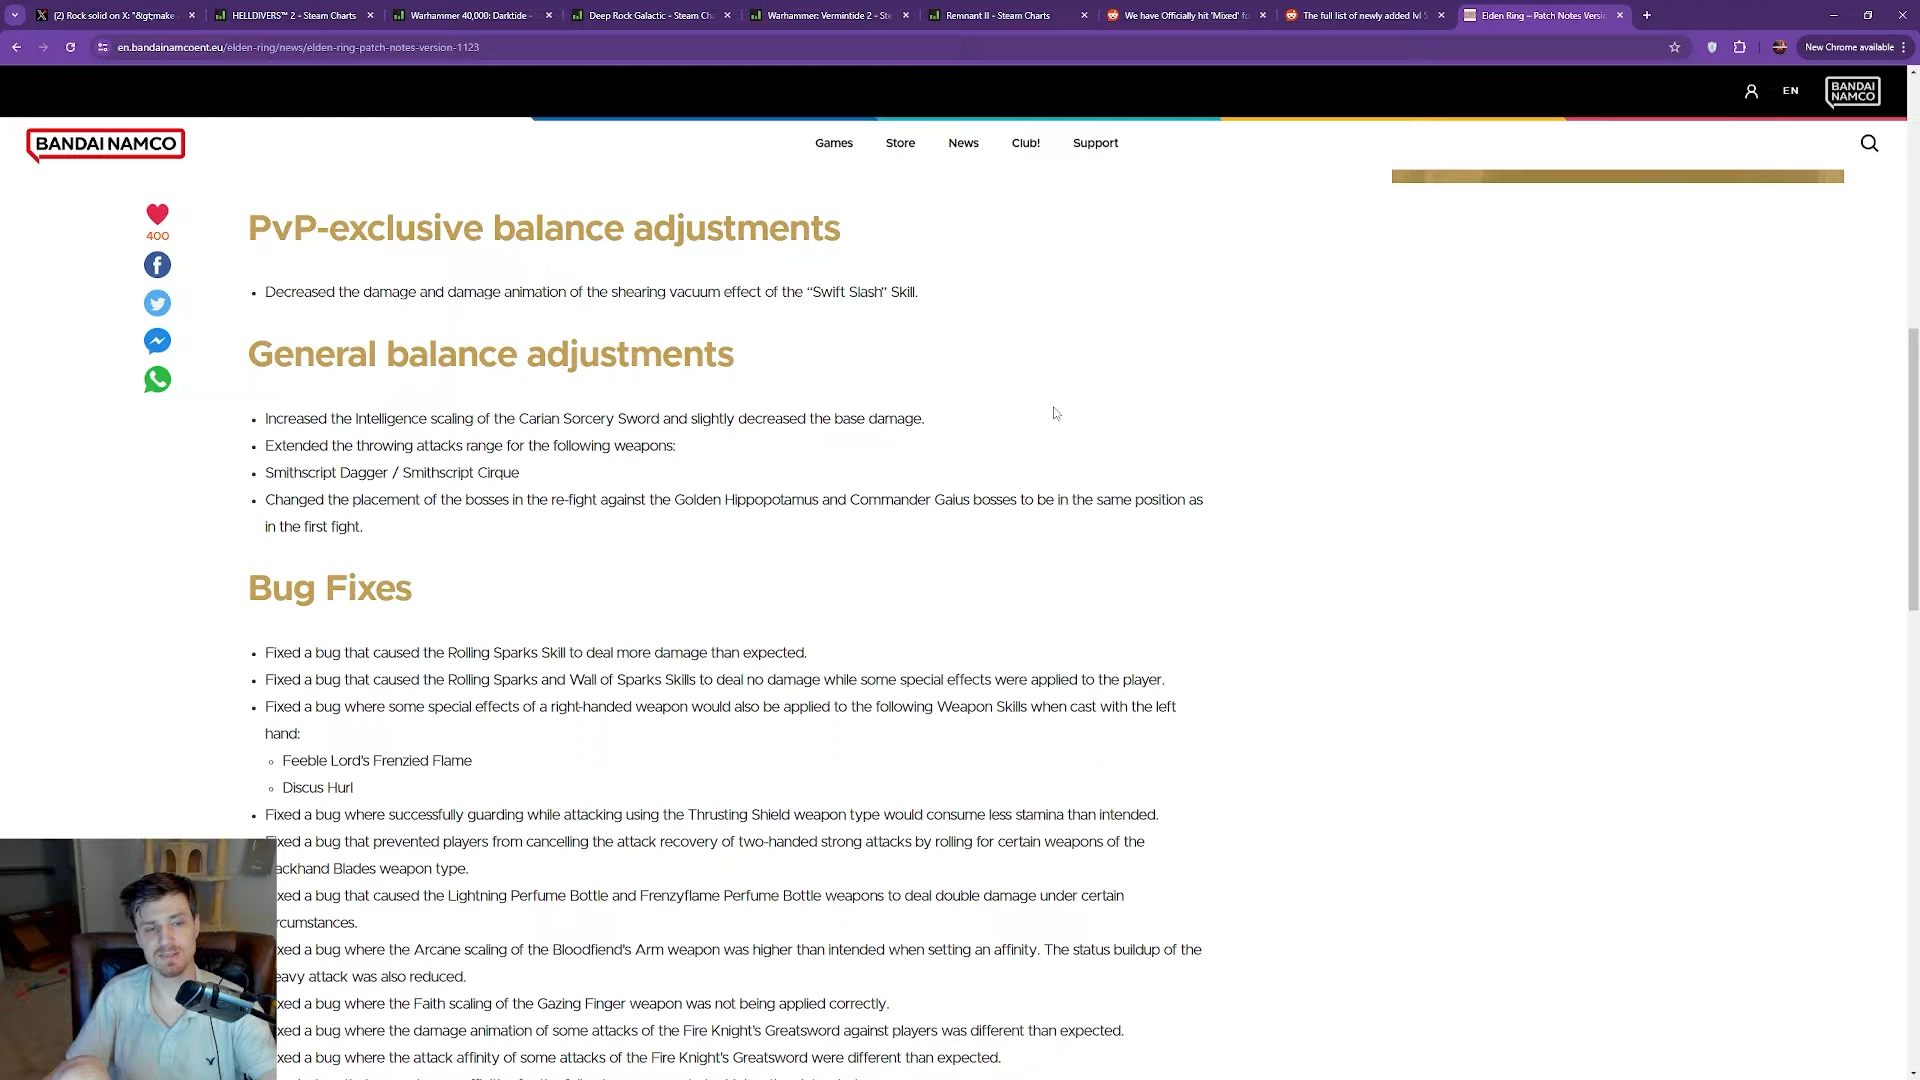 (2) Rock solid on X: "&gt;make
HELLDIVERS™ 2 - Steam Charts
Warhammer 40,000: Darktide -
Deep Rock Galactic - Steam Ch
Warhammer: Vermintide 2 - Ste
Remnant II - Steam Charts
We have Officially hit 'Mixed' fo
The full list of newly added lvl 5
Elden Ring – Patch Notes Versio
en.bandainamcoent.eu/elden-ring/news/elden-ring-patch-notes-version-1123
New Chrome available
EN
BANDAI
NAMCO
BANDAI NAMCO
Games
Store
News
Club!
Support
400
PvP-exclusive balance adjustments
Decreased the damage and damage animation of the shearing vacuum effect of the “Swift Slash” Skill.
General balance adjustments
Increased the Intelligence scaling of the Carian Sorcery Sword and slightly decreased the base damage.
Extended the throwing attacks range for the following weapons:
Smithscript Dagger / Smithscript Cirque
Changed the placement of the bosses in the re-fight against the Golden Hippopotamus and Commander Gaius bosses to be in the same position as
in the first fight.
Bug Fixes
Fixed a bug that caused the Rolling Sparks Skill to deal more damage than expected.
Fixed a bug that caused the Rolling Sparks and Wall of Sparks Skills to deal no damage while some special effects were applied to the player.
Fixed a bug where some special effects of a right-handed weapon would also be applied to the following Weapon Skills when cast with the left
hand:
Feeble Lord's Frenzied Flame
Discus Hurl
Fixed a bug where successfully guarding while attacking using the Thrusting Shield weapon type would consume less stamina than intended.
Fixed a bug that prevented players from cancelling the attack recovery of two-handed strong attacks by rolling for certain weapons of the
ackhand Blades weapon type.
xed a bug that caused the Lightning Perfume Bottle and Frenzyflame Perfume Bottle weapons to deal double damage under certain
rcumstances.
xed a bug where the Arcane scaling of the Bloodfiend's Arm weapon was higher than intended when setting an affinity. The status buildup of the
eavy attack was also reduced.
xed a bug where the Faith scaling of the Gazing Finger weapon was not being applied correctly.
xed a bug where the damage animation of some attacks of the Fire Knight's Greatsword against players was different than expected.
xed a bug where the attack affinity of some attacks of the Fire Knight's Greatsword were different than expected.